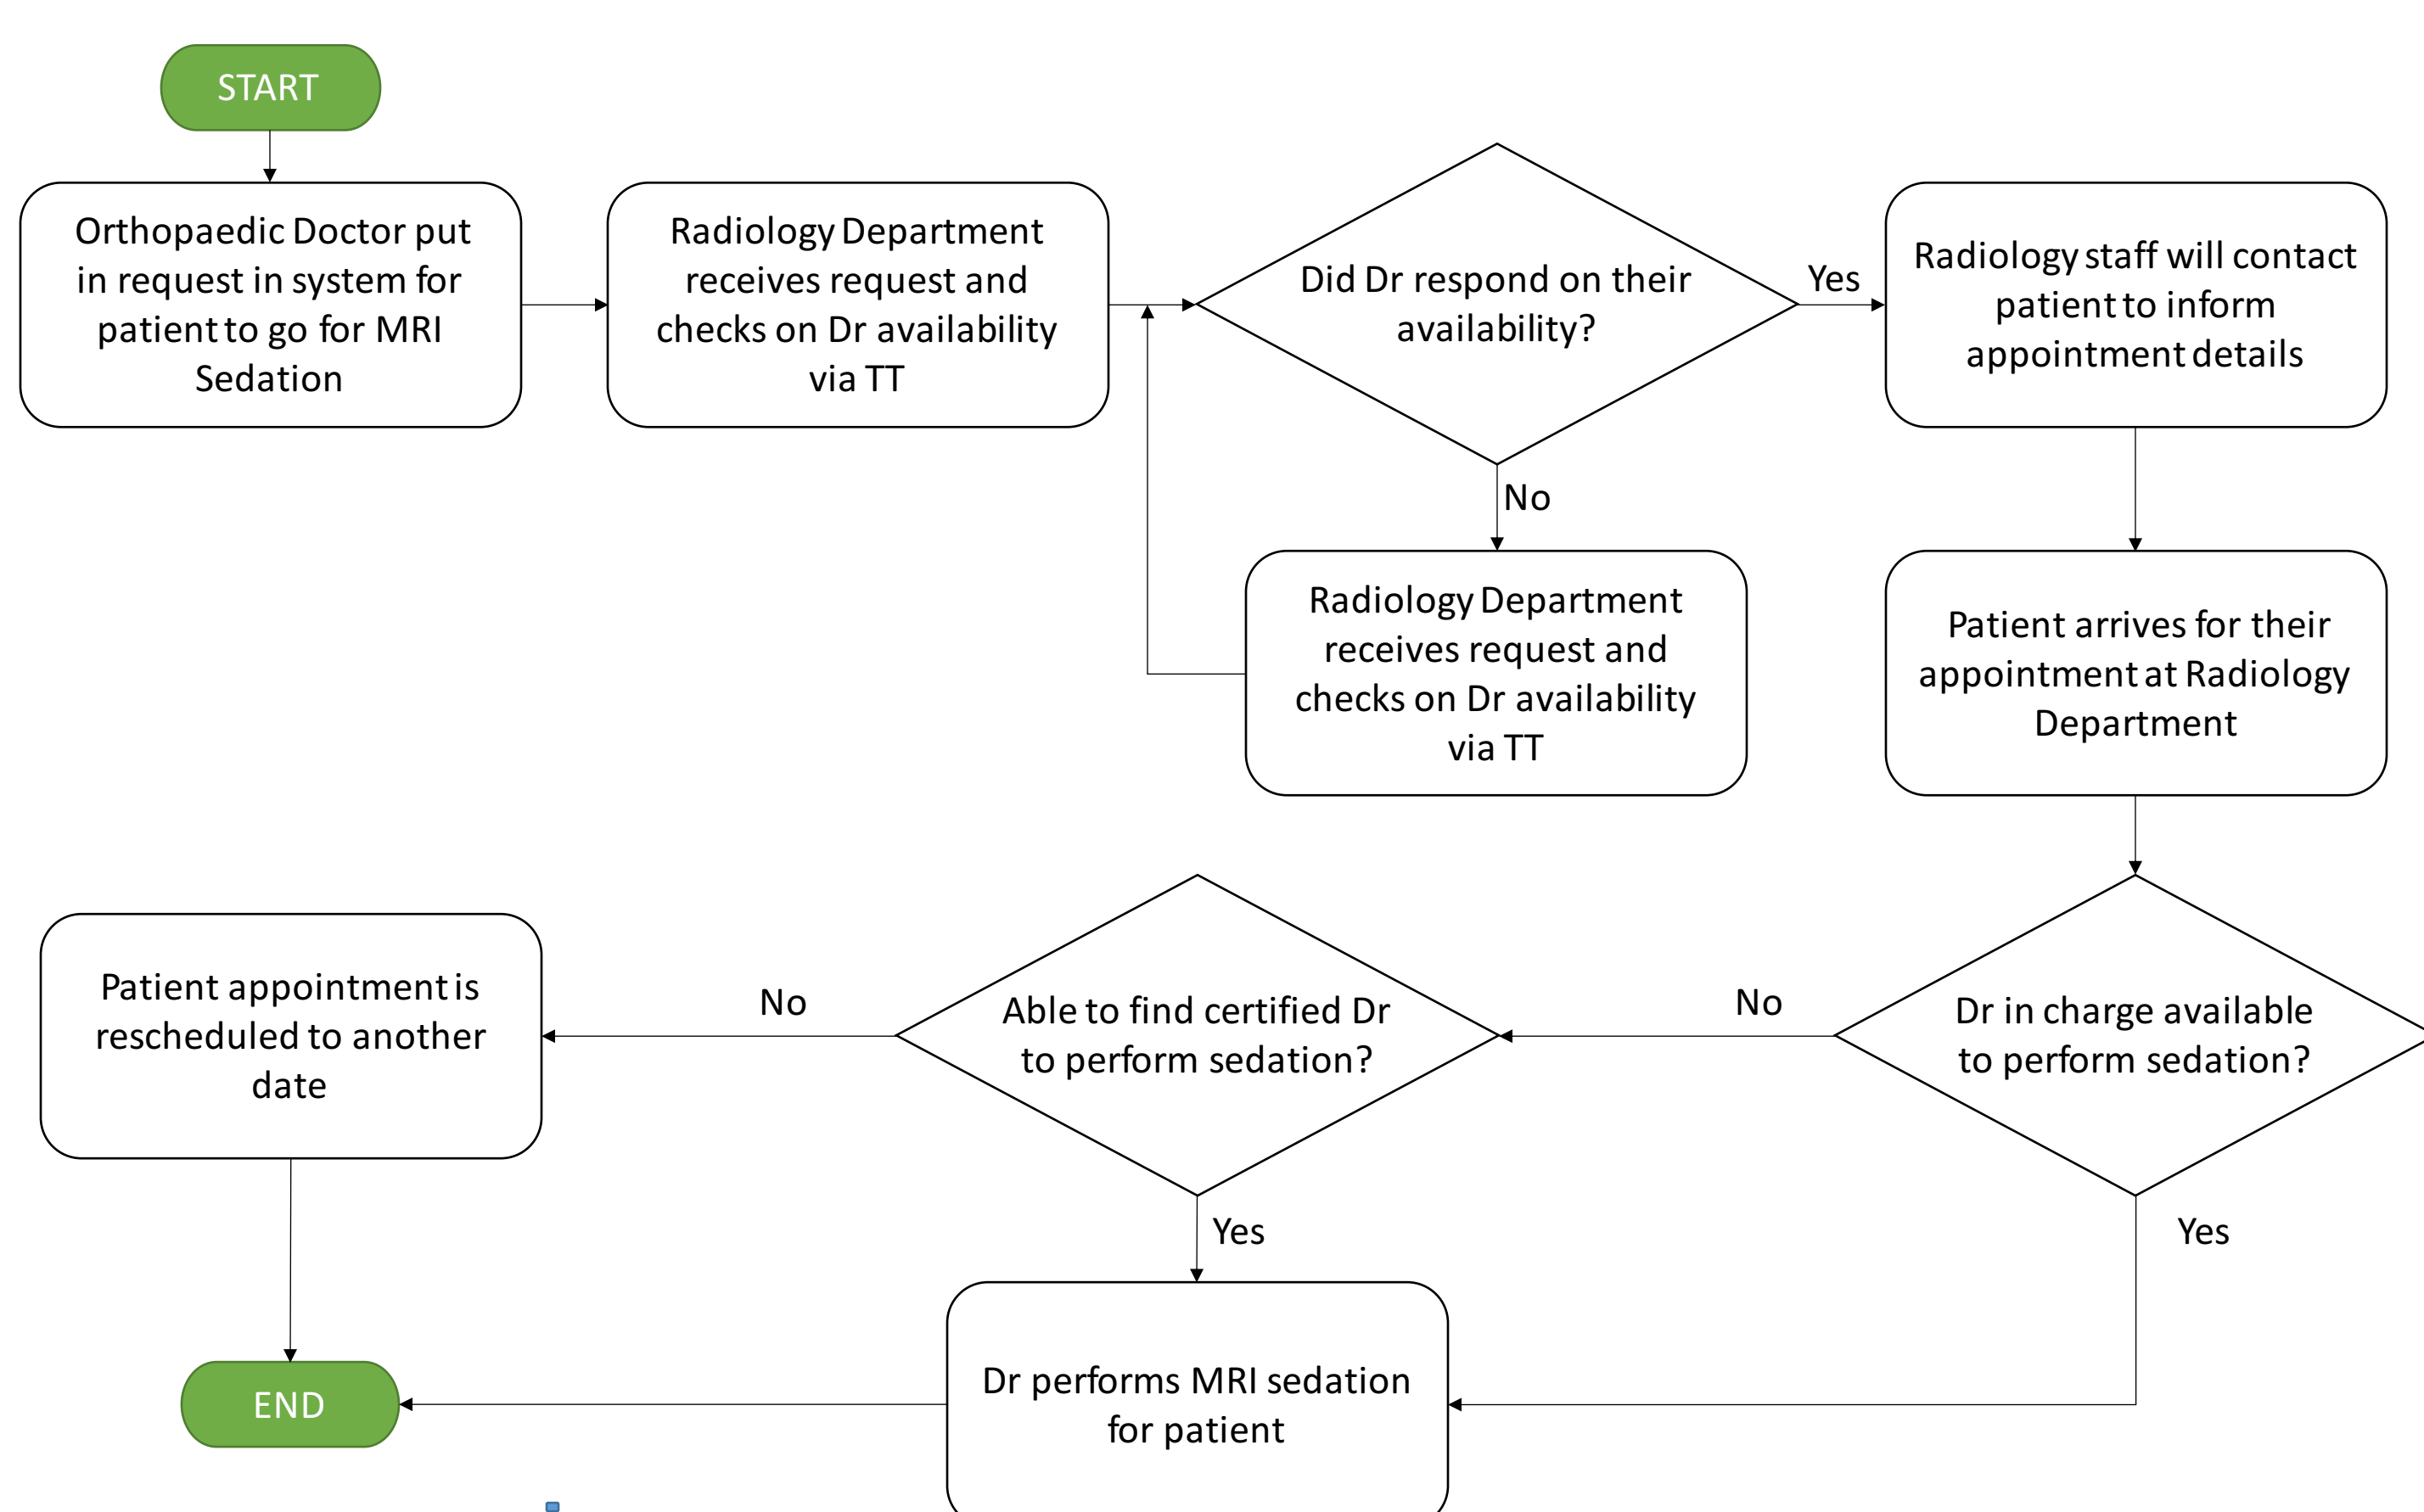 START
Orthopaedic Doctor put
in request in system for
patient to go for MRI
Sedation
Radiology Department
receives request and
checks on Dr availability
via TT
Did Dr respond on their
availability?
Yes
Radiology staff will contact
patient to inform
appointment details
No
Radiology Department
receives request and
checks on Dr availability
via TT
Patient arrives for their
appointment at Radiology
Department
Dr in charge available
to perform sedation?
No
Able to find certified Dr
to perform sedation?
No
Patient appointment is
rescheduled to another
date
Yes
Yes
Dr performs MRI sedation
for patient
END